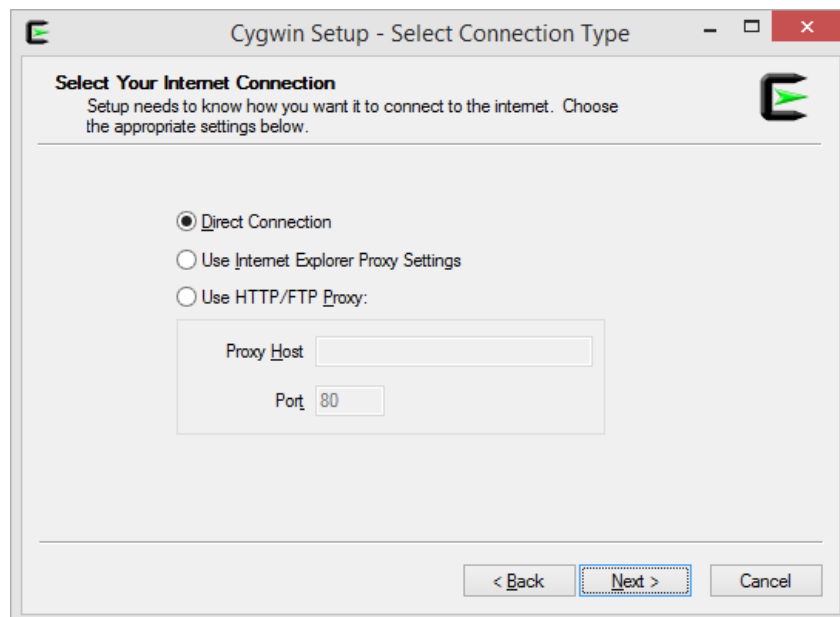 Cygwin Setup - Select Connection Type
Select Your Internet Connection
Setup needs to know how you want it to connect to the internet. Choose
the appropriate settings below.
Direct Connection
Use Internet Explorer Proxy Settings
Use HTTP/FTP Proxy:
Proxy Host
Port 80
< Back Next > Cancel